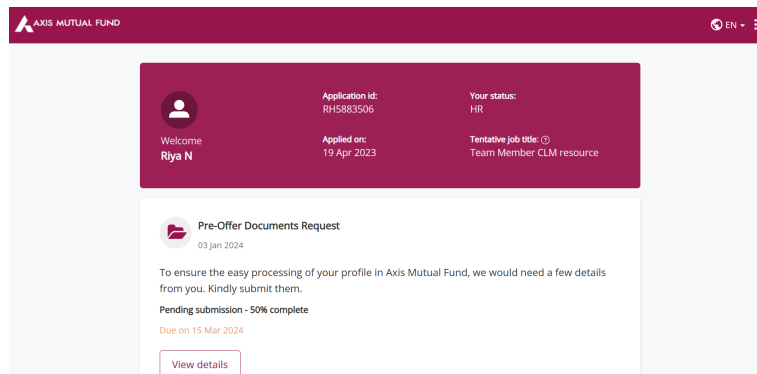 AXIS MUTUAL FUND
EN
Application id:
RH5883506
Your status:
HR
Welcome
Riya N
Applied on:
19 Apr 2023
Tentative job title:
Team Member CLM resource
Pre-Offer Documents Request
03 Jan 2024
To ensure the easy processing of your profile in Axis Mutual Fund, we would need a few details
from you. Kindly submit them.
Pending submission - 50% complete
Due on 15 Mar 2024
View details